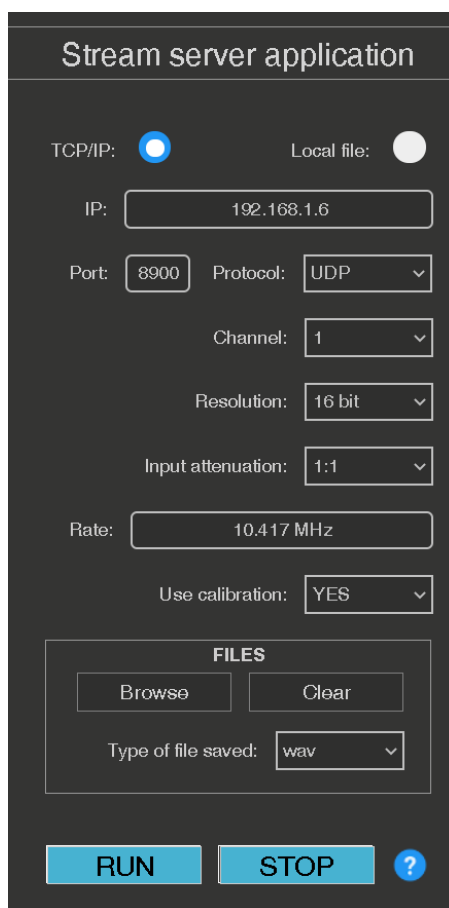 Stream server application
TCP/IP: Local file:
IP: 192.168.1.6
Port: 8900 Protocol: UDP
Channel: 1
Resolution: 16 bit
Input attenuation: 1:1
Rate: 10.417 MHz
Use calibration: YES
FILES
Browse Clear
Type of file saved: wav
RUN STOP ?